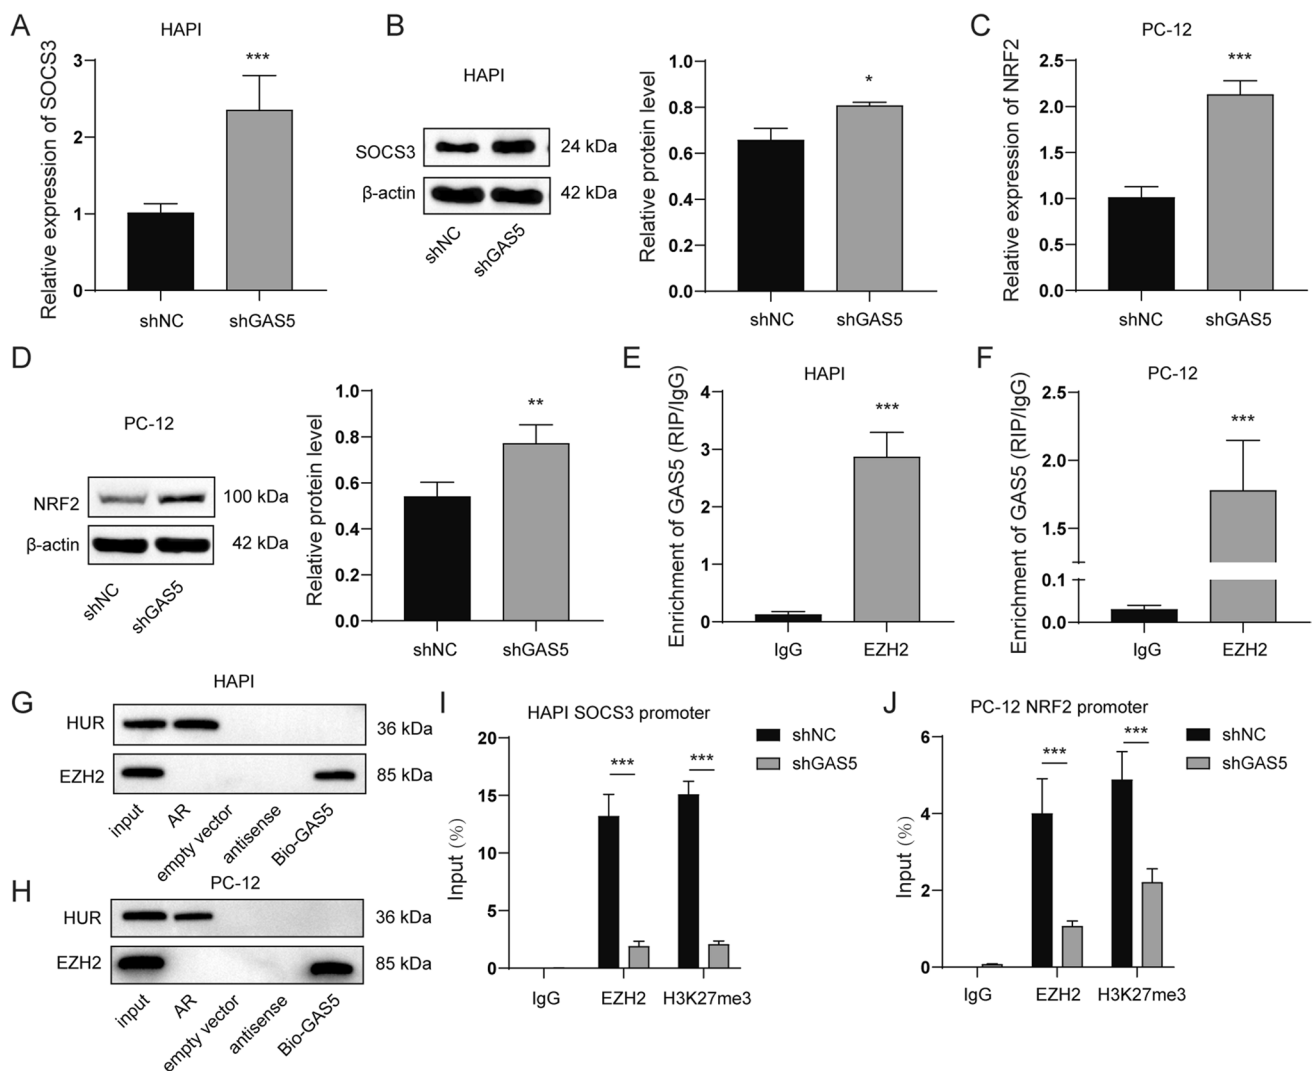 A
HAPI
Relative expression of SOCS3
3
2
1
0
***
shNC
shGAS5
B
HAPI
SOCS3
24 kDa
β-actin
42 kDa
shNC
shGAS5
Relative protein level
1.0
0.8
0.6
0.4
0.2
0.0
*
shNC
shGAS5
C
PC-12
Relative expression of NRF2
2.5
2.0
1.5
1.0
0.5
0.0
***
shNC
shGAS5
D
PC-12
NRF2
100 kDa
β-actin
42 kDa
shNC
shGAS5
Relative protein level
1.0
0.8
0.6
0.4
0.2
0.0
**
shNC
shGAS5
E
HAPI
Enrichment of GAS5 (RIP/IgG)
4
3
2
1
0
***
IgG
EZH2
F
PC-12
Enrichment of GAS5 (RIP/IgG)
2.5
2.0
1.5
0.1
0.0
***
IgG
EZH2
G
HAPI
HUR
36 kDa
EZH2
85 kDa
input
AR
empty vector
antisense
Bio-GAS5
H
PC-12
HUR
36 kDa
EZH2
85 kDa
input
AR
empty vector
antisense
Bio-GAS5
I
HAPI SOCS3 promoter
shNC
shGAS5
Input (%)
20
15
10
5
0
***
***
IgG
EZH2
H3K27me3
J
PC-12 NRF2 promoter
shNC
shGAS5
Input (%)
6
4
2
0
***
***
IgG
EZH2
H3K27me3